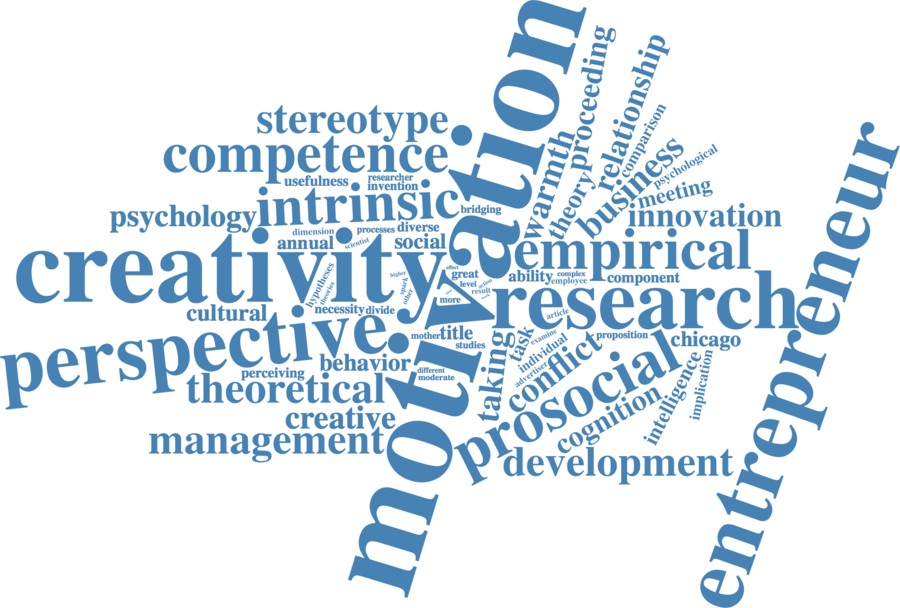 motivation
proceeding
relationship
warmth
theory
comparison
business
psychological
meeting
stereotype
competence
usefulness
researcher
invention
intrinsic
bridging
psychology
innovation
entrepreneur
dimension
processes
diverse
annual
scientist
social
empirical
creativity
hypotheses
theories
higher
spark
other
effect
great
level
action
result
work
more
ability
complex
employee
component
research
cultural
necessity
divide
article
perspective
mother
title
studies
examine
proposition
chicago
taking
task
individual
advertiser
conflict
prosocial
behavior
perceiving
different
moderate
theoretical
creative
management
cognition
intelligence
implication
development